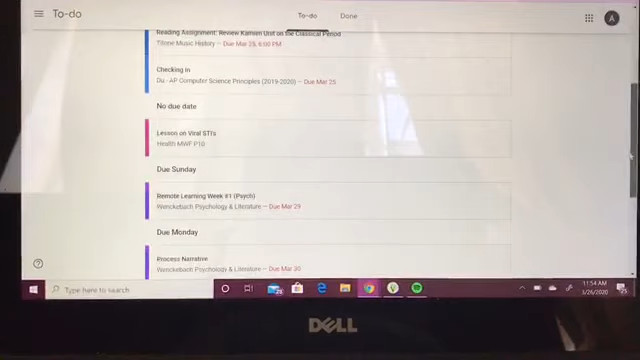 To-do
To-do Done
A
Reading Assignment: Review Kamien Unit on the Classical Period
Titone Music History – Due Mar 25, 6:00 PM
Checking in
Du - AP Computer Science Principles (2019-2020) – Due Mar 25
No due date
Lesson on Viral STI's
Health MWF P10
Due Sunday
Remote Learning Week #1 (Psych)
Wenckebach Psychology & Literature – Due Mar 29
Due Monday
Process Narrative
Wenckebach Psychology & Literature – Due Mar 30
Type here to search
11:54 AM
3/26/2020
DELL